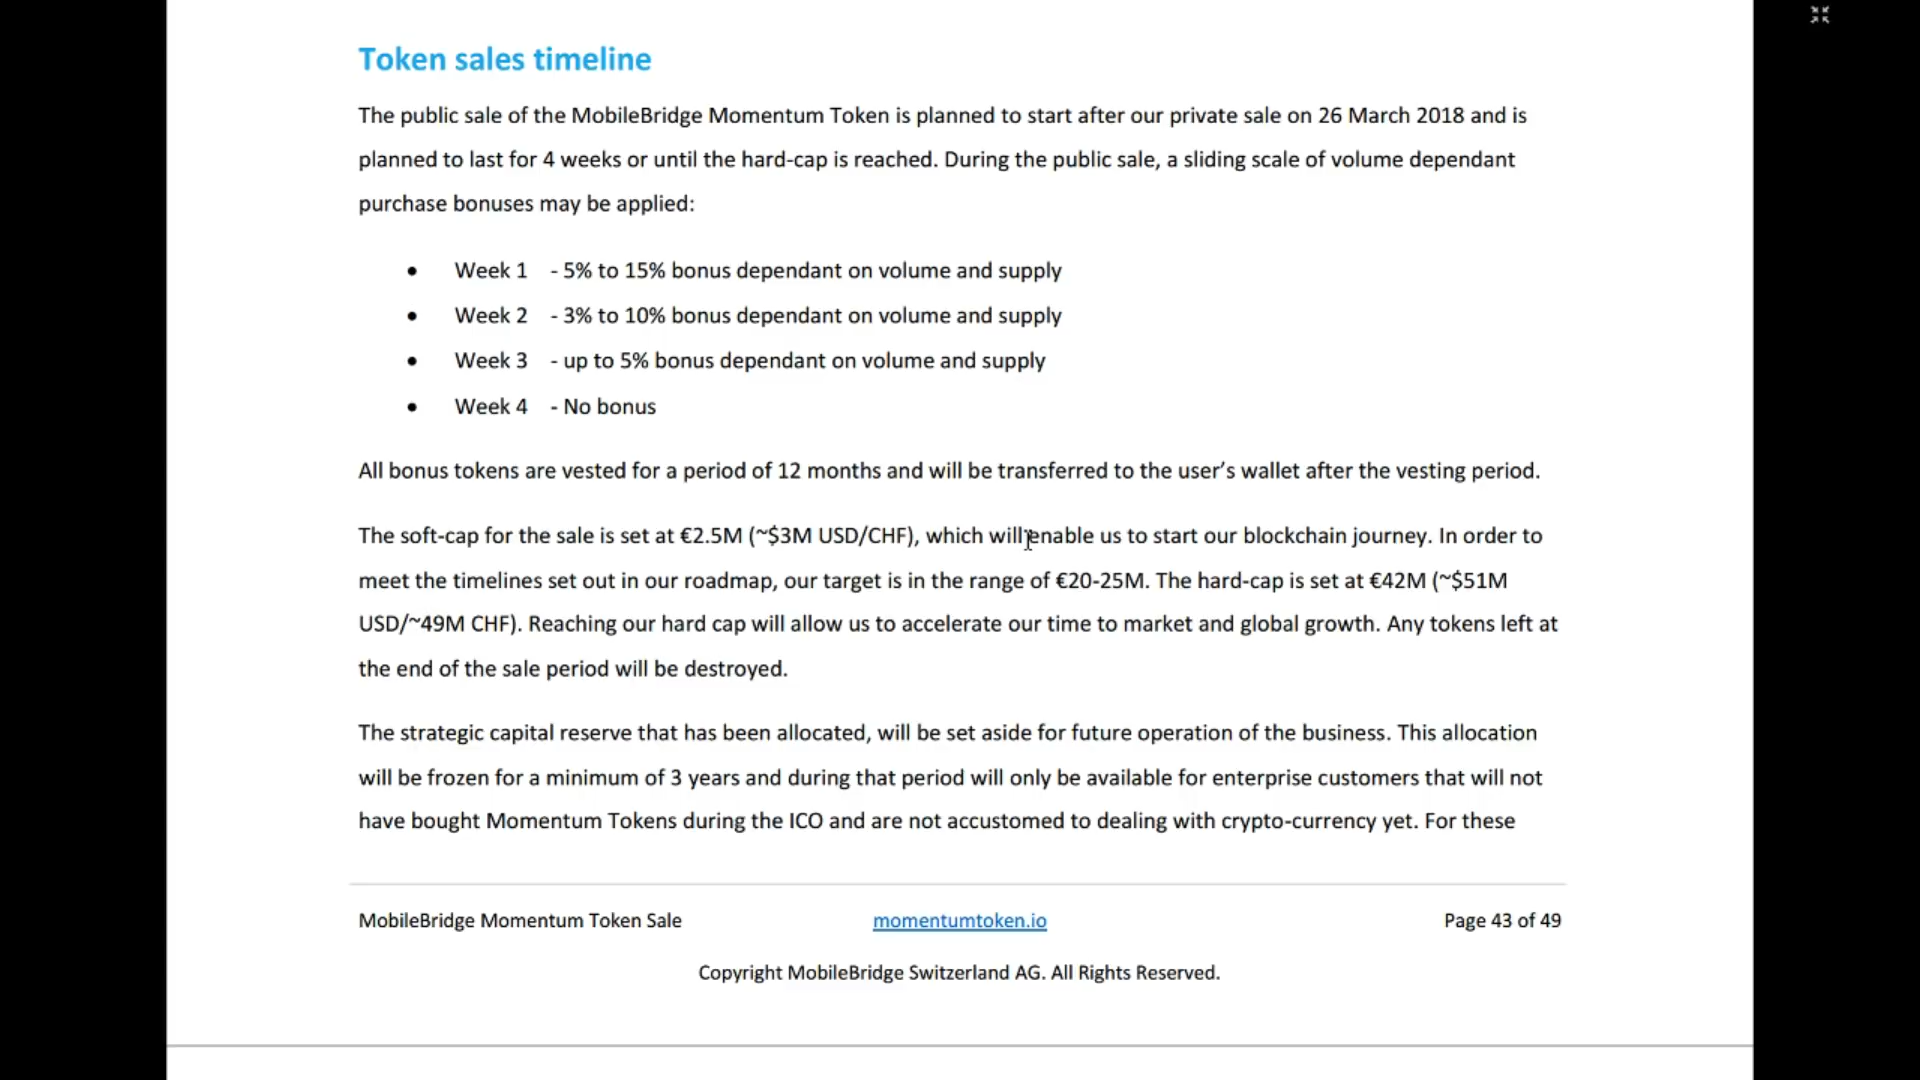 Token sales timeline
The public sale of the MobileBridge Momentum Token is planned to start after our private sale on 26 March 2018 and is
planned to last for 4 weeks or until the hard-cap is reached. During the public sale, a sliding scale of volume dependant
purchase bonuses may be applied:
• Week 1 - 5% to 15% bonus dependant on volume and supply
• Week 2 - 3% to 10% bonus dependant on volume and supply
• Week 3 - up to 5% bonus dependant on volume and supply
• Week 4 - No bonus
All bonus tokens are vested for a period of 12 months and will be transferred to the user’s wallet after the vesting period.
The soft-cap for the sale is set at €2.5M (~$3M USD/CHF), which will enable us to start our blockchain journey. In order to
meet the timelines set out in our roadmap, our target is in the range of €20-25M. The hard-cap is set at €42M (~$51M
USD/~49M CHF). Reaching our hard cap will allow us to accelerate our time to market and global growth. Any tokens left at
the end of the sale period will be destroyed.
The strategic capital reserve that has been allocated, will be set aside for future operation of the business. This allocation
will be frozen for a minimum of 3 years and during that period will only be available for enterprise customers that will not
have bought Momentum Tokens during the ICO and are not accustomed to dealing with crypto-currency yet. For these
MobileBridge Momentum Token Sale momentumtoken.io Page 43 of 49
Copyright MobileBridge Switzerland AG. All Rights Reserved.